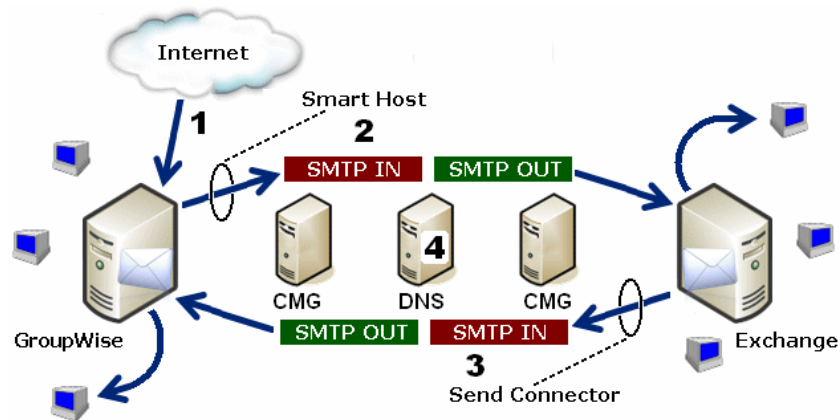 Internet
1
Smart Host
2
SMTP IN
SMTP OUT
4
CMG
DNS
CMG
GroupWise
SMTP OUT
SMTP IN
Exchange
3
Send Connector